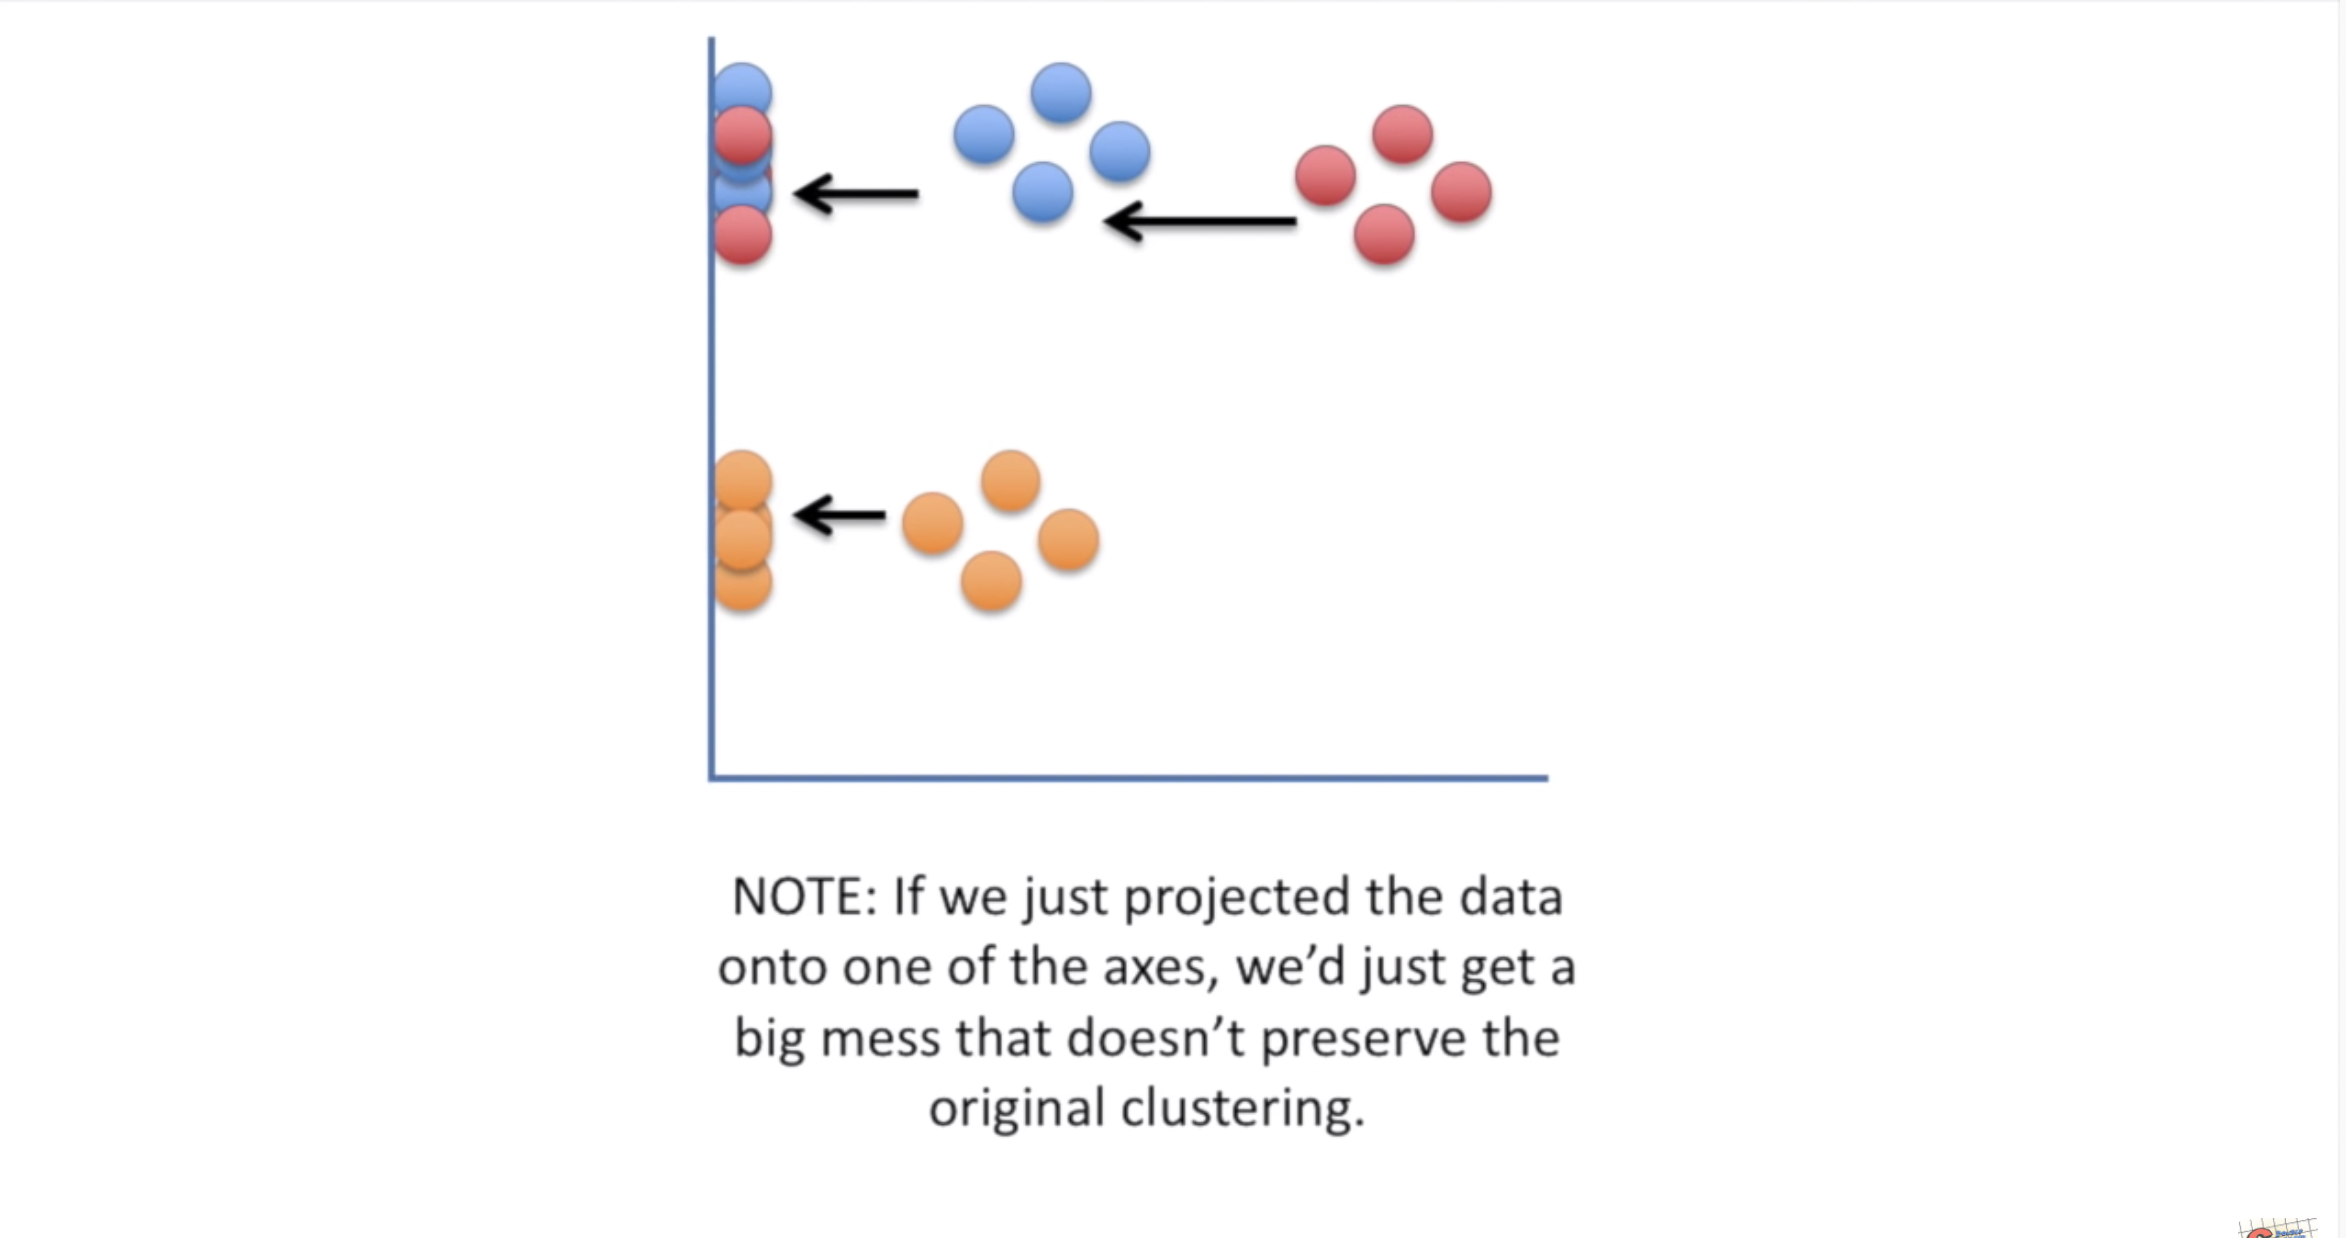 NOTE: If we just projected the data
onto one of the axes, we’d just get a
big mess that doesn’t preserve the
original clustering.